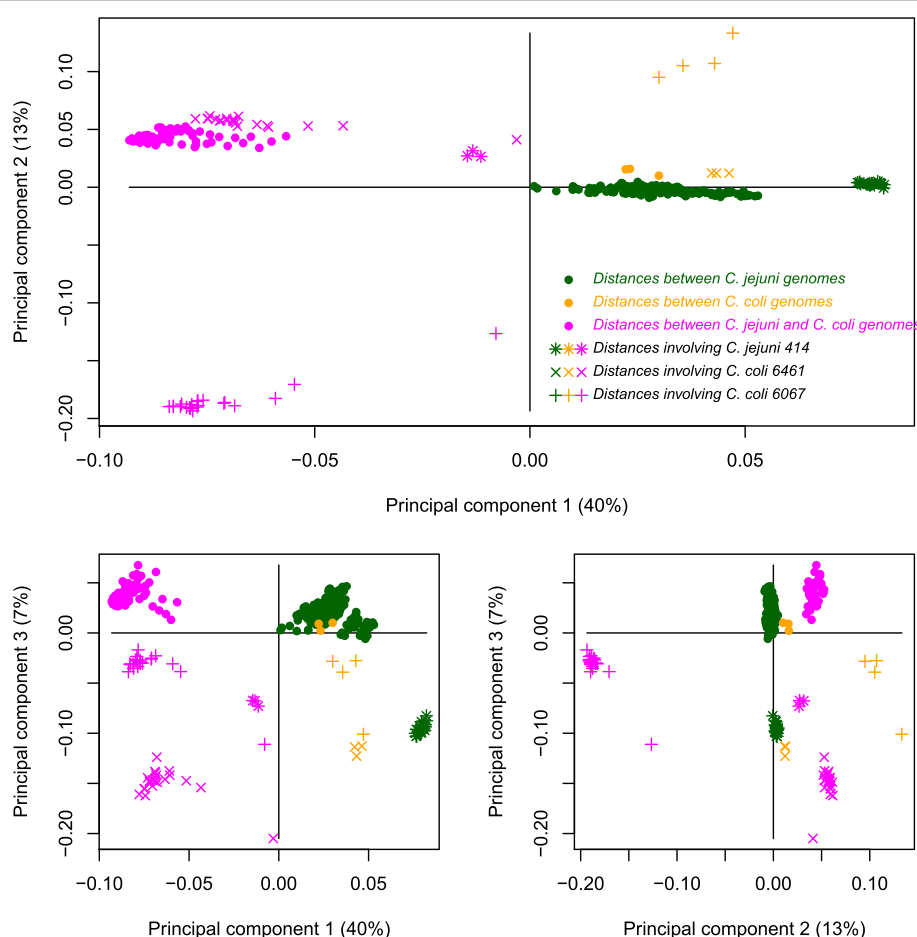 Principal component 2 (13%)
0.10
0.05
0.00
−0.10
−0.20
Distances between C. jejuni genomes
Distances between C. coli genomes
Distances between C. jejuni and C. coli genomes
Distances involving C. jejuni 414
Distances involving C. coli 6461
Distances involving C. coli 6067
−0.10 −0.05 0.00 0.05
Principal component 1 (40%)
Principal component 3 (7%)
0.00
−0.10
−0.20
−0.10 −0.05 0.00 0.05
Principal component 1 (40%)
Principal component 3 (7%)
0.00
−0.10
−0.20
−0.20 −0.10 0.00 0.10
Principal component 2 (13%)